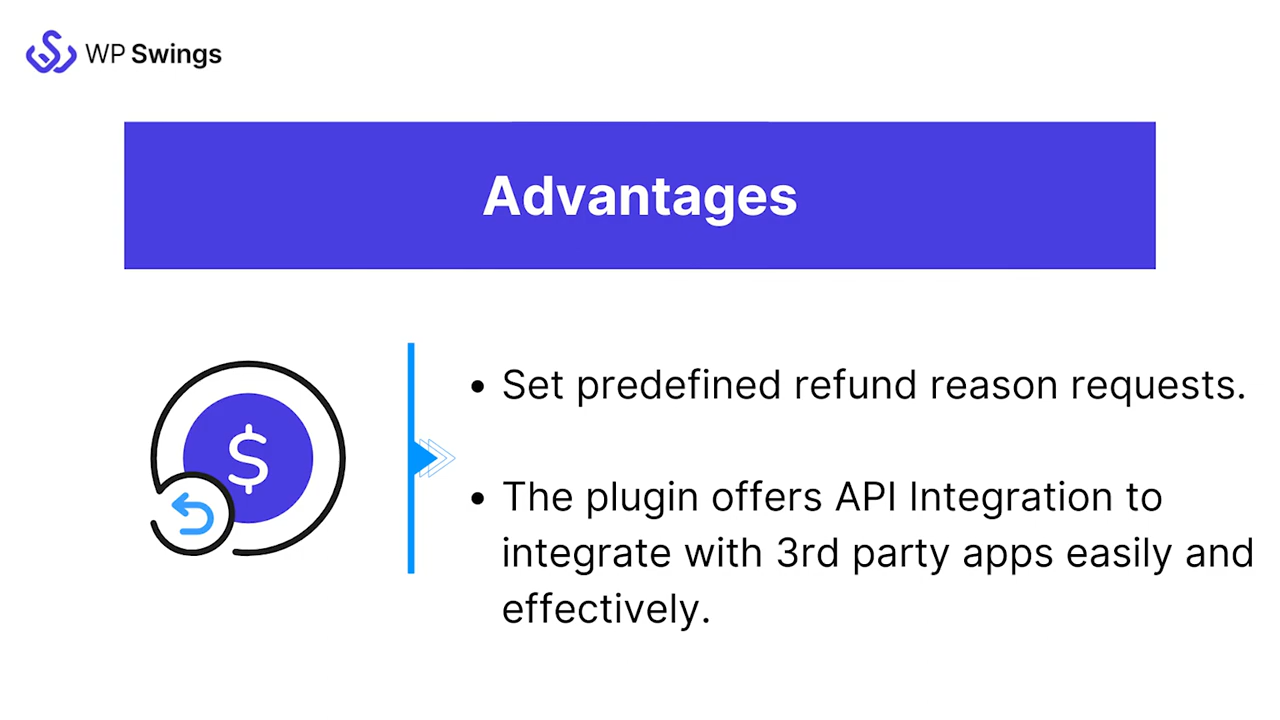 WP Swings
Advantages
$
• Set predefined refund reason requests.
• The plugin offers API Integration to
integrate with 3rd party apps easily and
effectively.